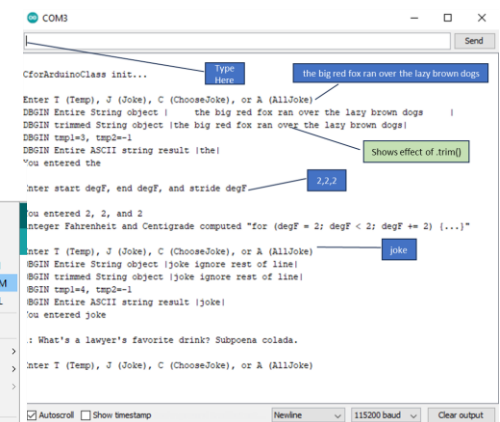 COM3
Send
Type
Here
the big red fox ran over the lazy brown dogs
CforArduinoClass init...
Enter T (Temp), J (Joke), C (ChooseJoke), or A (AllJoke)
DBGIN Entire String object |     the big red fox ran over the lazy brown dogs     |
DBGIN trimmed String object |the big red fox ran over the lazy brown dogs|
DBGIN tmp1=3, tmp2=-1
DBGIN Entire ASCII string result |the|
Shows effect of .trim()
You entered the
Enter start degF, end degF, and stride degF
2,2,2
You entered 2, 2, and 2
nteger Fahrenheit and Centigrade computed "for (degF = 2; degF < 2; degF += 2) {...}"
Enter T (Temp), J (Joke), C (ChooseJoke), or A (AllJoke)
joke
DBGIN Entire String object |joke ignore rest of line|
DBGIN trimmed String object |joke ignore rest of line|
DBGIN tmp1=4, tmp2=-1
DBGIN Entire ASCII string result |joke|
You entered joke
: What's a lawyer's favorite drink? Subpoena colada.
Enter T (Temp), J (Joke), C (ChooseJoke), or A (AllJoke)
Autoscroll Show timestamp Newline 115200 baud Clear output